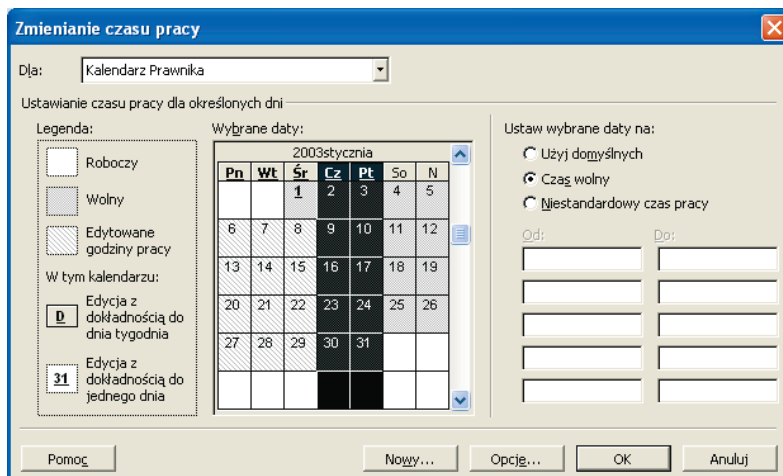 Zmienianie czasu pracy
Dla: Kalendarz Prawnika
Ustawianie czasu pracy dla określonych dni
Legenda:
Roboczy
Wolny
Edytowane
godziny pracy
W tym kalendarzu:
D Edycja z
dokładnością do
dnia tygodnia
31 Edycja z
dokładnością do
jednego dnia
Wybrane daty:
2003stycznia
Pn Wt Śr Cz Pt So N
1 2 3 4 5
6 7 8 9 10 11 12
13 14 15 16 17 18 19
20 21 22 23 24 25 26
27 28 29 30 31
Ustaw wybrane daty na:
Użyj domyślnych
Czas wolny
Niestandardowy czas pracy
Od: Do:
Pomoc Nowy... Opcje... OK Anuluj